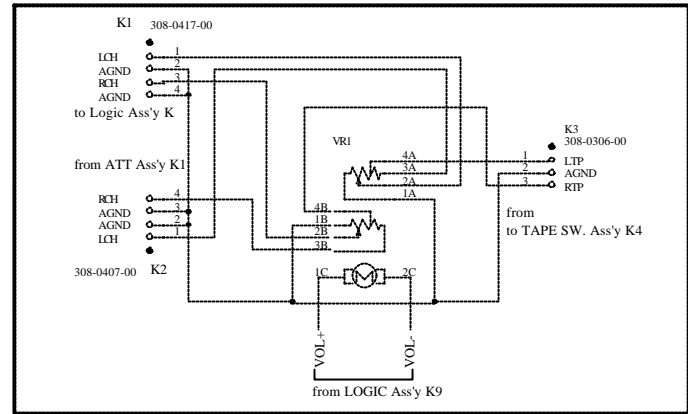 K1 308-0417-00
LCH 1
AGND 2
RCH 3
AGND 4
to Logic Ass'y K
from ATT Ass'y K1
RCH 4
AGND 3
AGND 2
LCH 1
308-0407-00 K2
VR1
4A
3A
2A
1A
4B
1B
2B
3B
1C M 2C
VOL+
VOL-
from LOGIC Ass'y K9
K3
308-0306-00
1 LTP
2 AGND
3 RTP
from
to TAPE SW. Ass'y K4